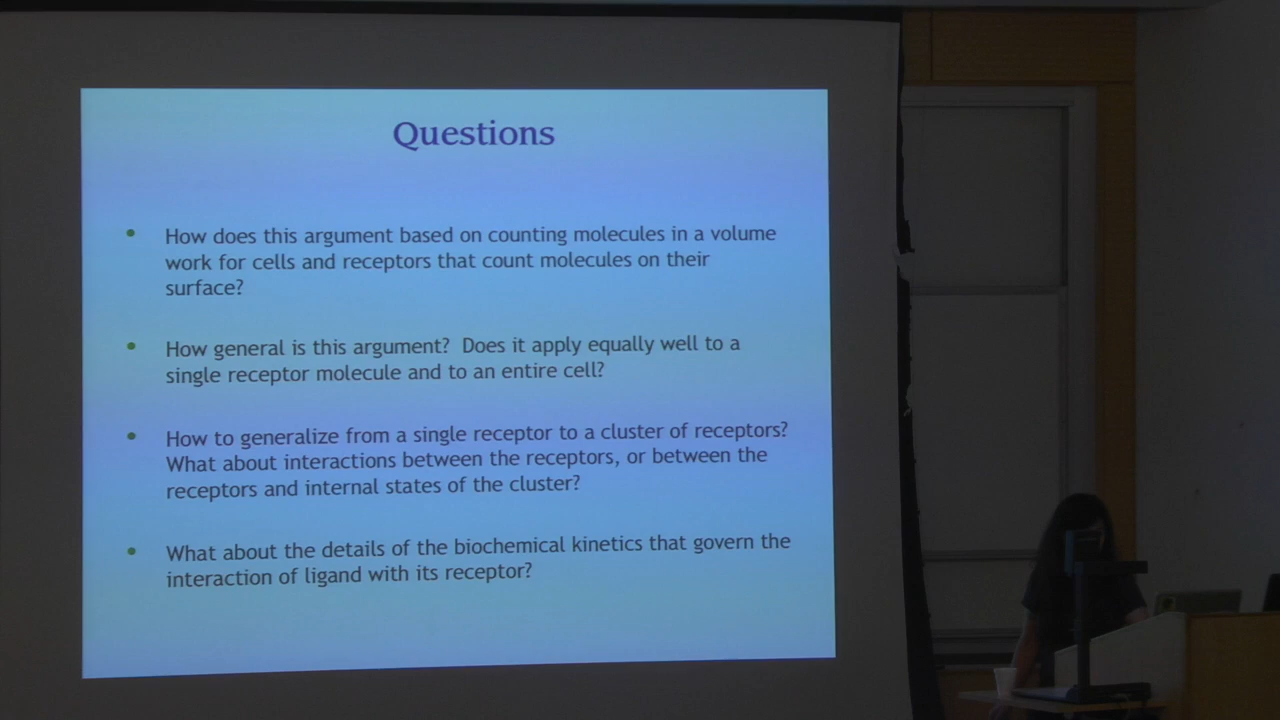 Questions
How does this argument based on counting molecules in a volume
work for cells and receptors that count molecules on their
surface?
How general is this argument? Does it apply equally well to a
single receptor molecule and to an entire cell?
How to generalize from a single receptor to a cluster of receptors?
What about interactions between the receptors, or between the
receptors and internal states of the cluster?
What about the details of the biochemical kinetics that govern the
interaction of ligand with its receptor?